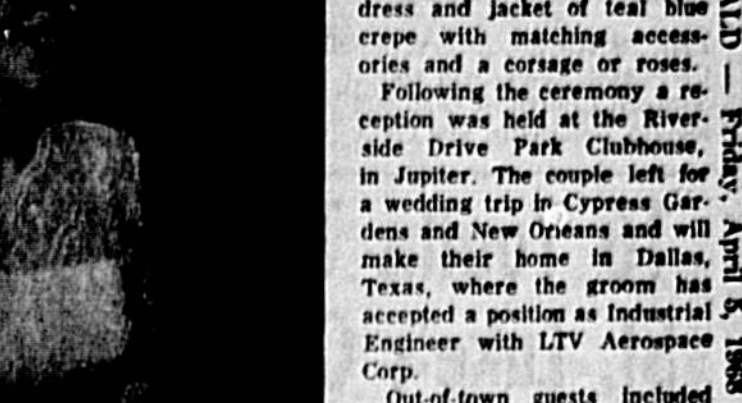 dress and jacket of teal blue
crepe with matching access-
ories and a corsage or roses.
Following the ceremony a re-
ception was held at the River-
side Drive Park Clubhouse,
in Jupiter. The couple left for
a wedding trip in Cypress Gar-
dens and New Orleans and will
make their home in Dallas,
Texas, where the groom has
accepted a position as Industrial
Engineer with LTV Aerospace
Corp.
Out-of-town guests included
ALD — Friday, April 5, 1968